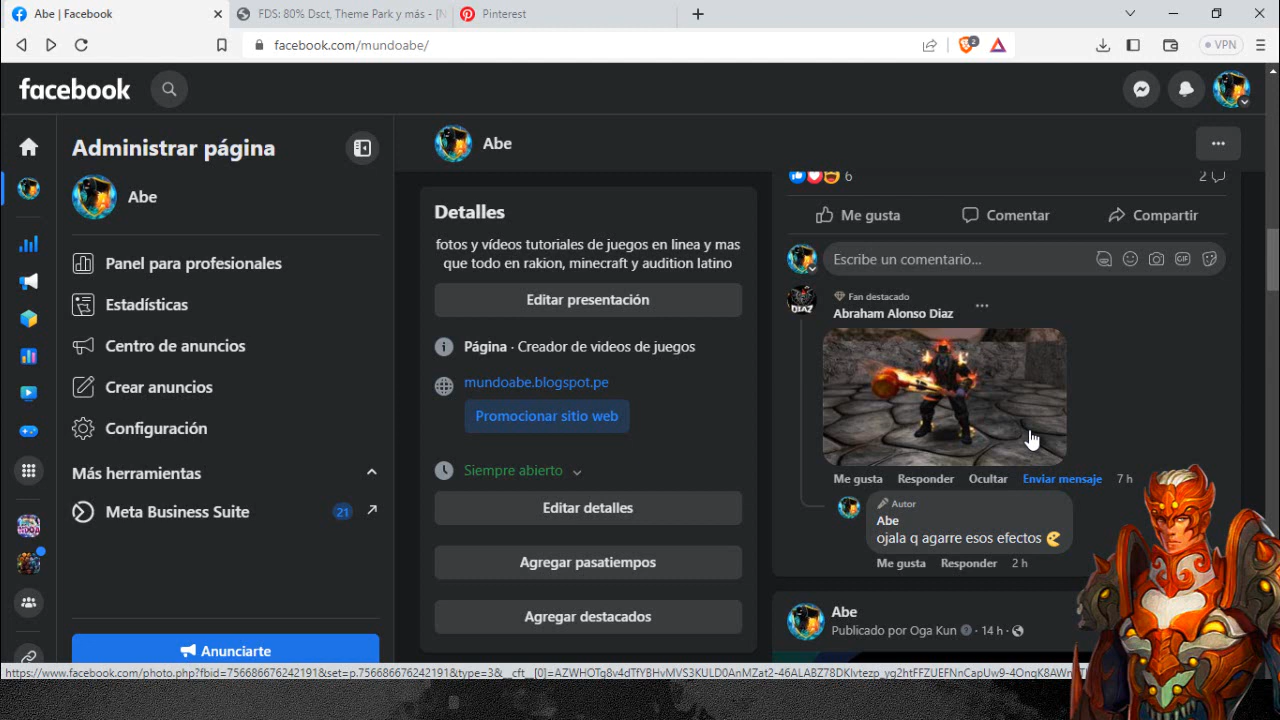 Abe | Facebook
FDS: 80% Dsct, Theme Park y más - [N
Pinterest
facebook.com/mundoabe/
2
VPN
facebook
Administrar página
Abe
Panel para profesionales
Estadísticas
Centro de anuncios
Crear anuncios
Configuración
Más herramientas
Meta Business Suite
21
Anunciarte
Abe
Detalles
fotos y vídeos tutoriales de juegos en linea y mas
que todo en rakion, minecraft y audition latino
Editar presentación
Página · Creador de videos de juegos
mundoabe.blogspot.pe
Promocionar sitio web
Siempre abierto
Editar detalles
Agregar pasatiempos
Agregar destacados
6
2
Me gusta
Comentar
Compartir
Escribe un comentario...
GIF
Fan destacado
DIAZ
Abraham Alonso Diaz
Me gusta Responder Ocultar Enviar mensaje 7 h
Autor
Abe
ojala q agarre esos efectos
Me gusta Responder 2 h
Abe
Publicado por Oga Kun · 14 h ·